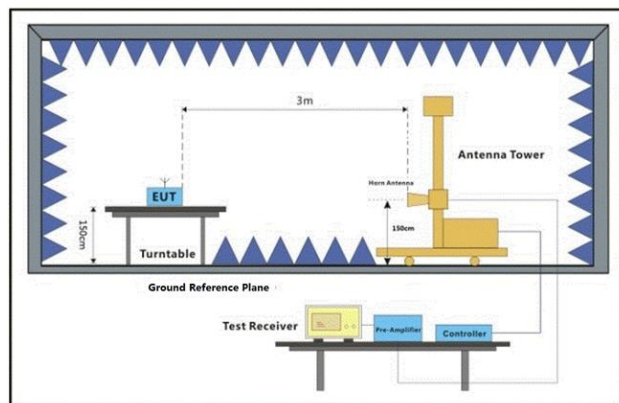 3m
Antenna Tower
Horn Antenna
EUT
150cm
150cm
Turntable
Ground Reference Plane
Test Receiver
Pre-Amplifier
Controller